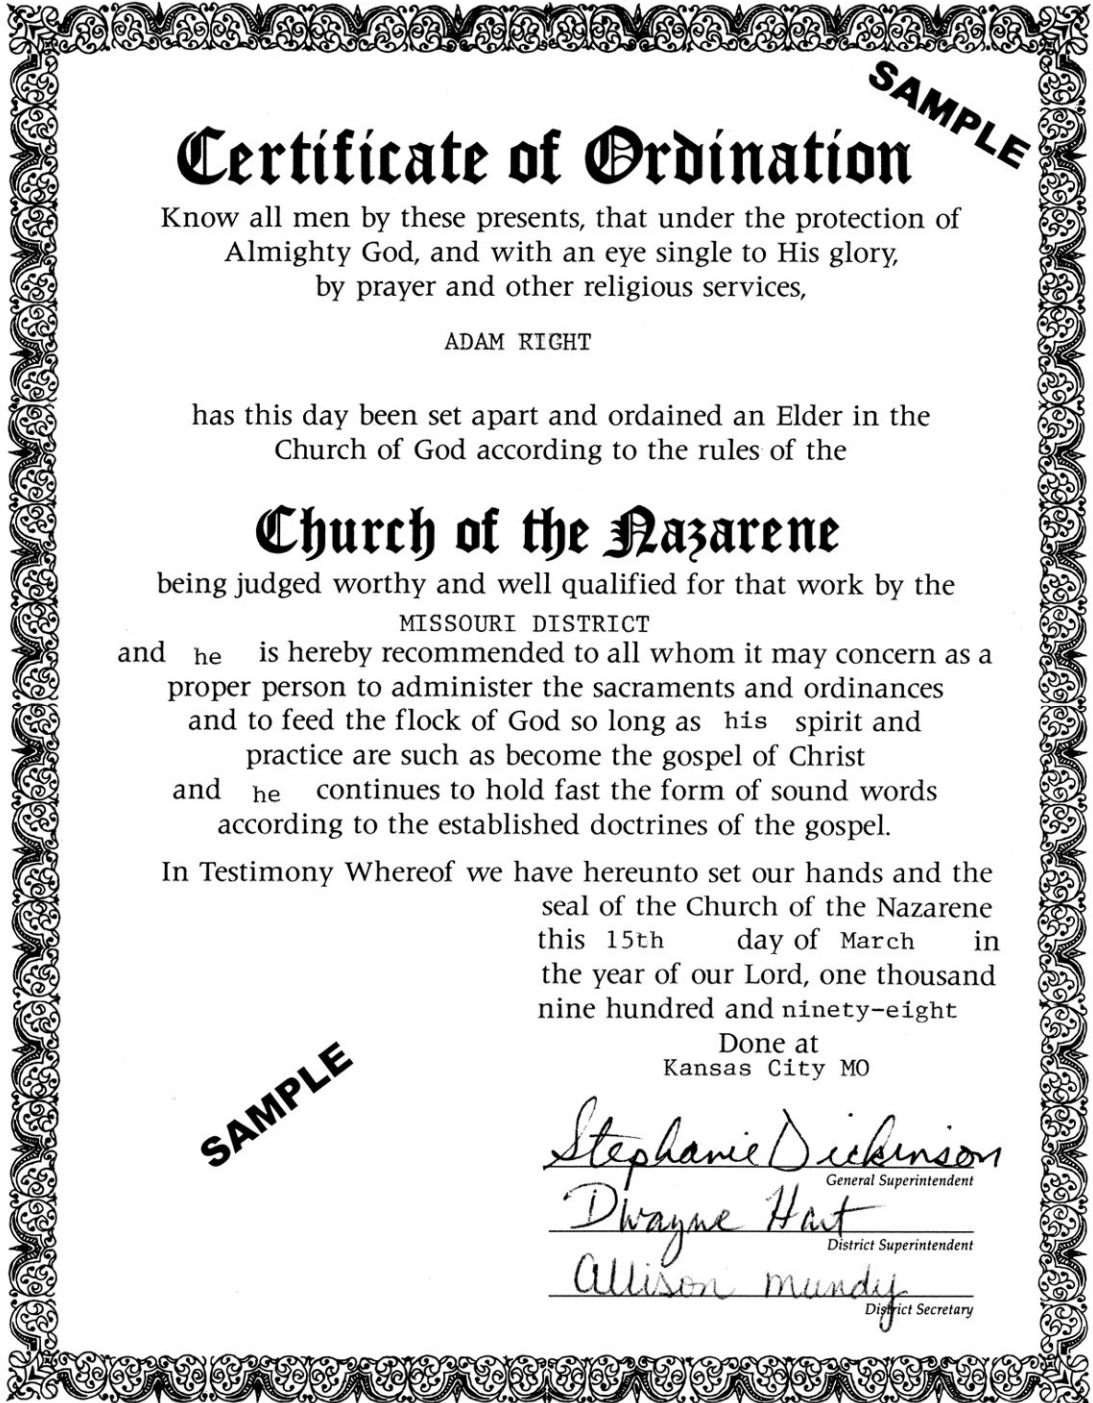 SAMPLE
Certificate of Ordination
Know all men by these presents, that under the protection of
Almighty God, and with an eye single to His glory,
by prayer and other religious services,
ADAM RIGHT
has this day been set apart and ordained an Elder in the
Church of God according to the rules of the
Church of the Nazarene
being judged worthy and well qualified for that work by the
MISSOURI DISTRICT
and he is hereby recommended to all whom it may concern as a
proper person to administer the sacraments and ordinances
and to feed the flock of God so long as his spirit and
practice are such as become the gospel of Christ
and he continues to hold fast the form of sound words
according to the established doctrines of the gospel.
In Testimony Whereof we have hereunto set our hands and the
seal of the Church of the Nazarene
this 15th day of March in
the year of our Lord, one thousand
nine hundred and ninety-eight
Done at
Kansas City MO
SAMPLE
Stephanie Dickinson
General Superintendent
Dwayne Hart
District Superintendent
Allison Mundy
District Secretary